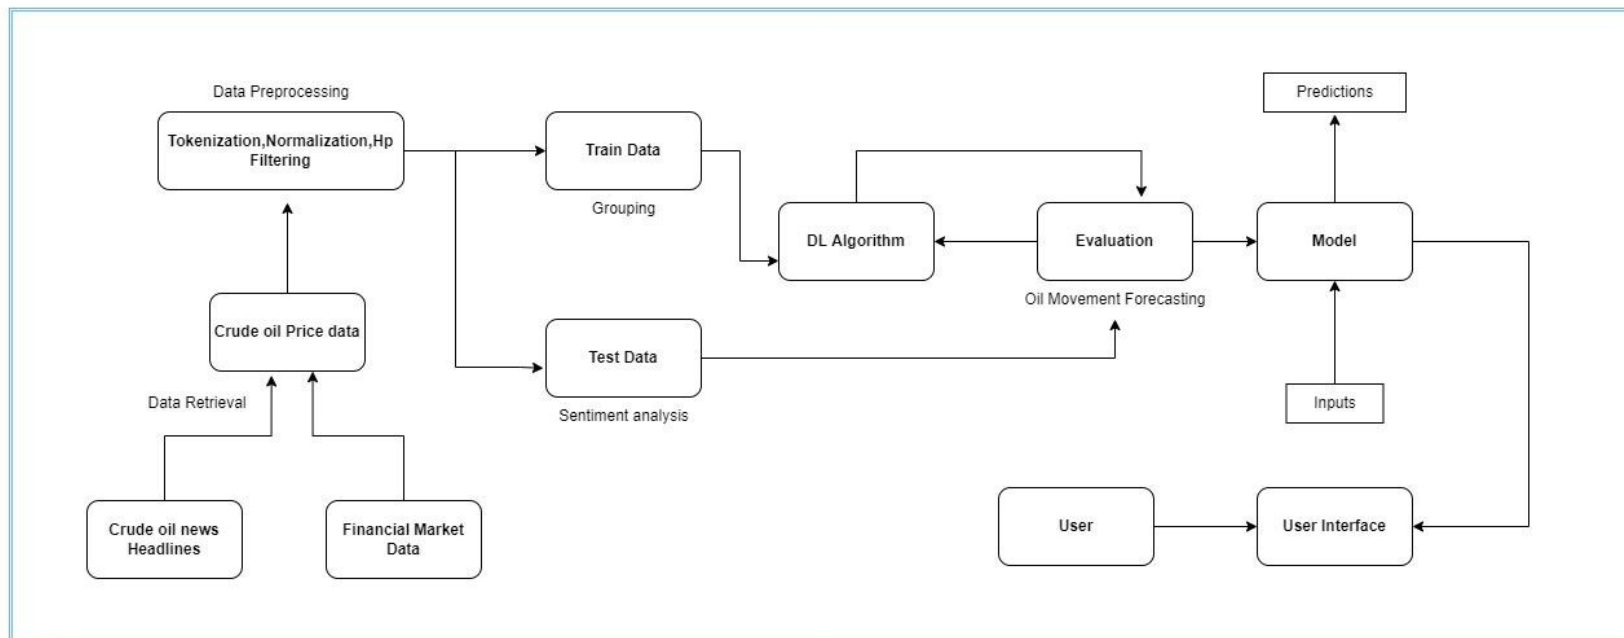 Data Preprocessing
Tokenization,Normalization,Hp
Filtering
Train Data
Grouping
Predictions
DL Algorithm
Evaluation
Model
Oil Movement Forecasting
Crude oil Price data
Test Data
Sentiment analysis
Data Retrieval
Inputs
Crude oil news
Headlines
Financial Market
Data
User
User Interface